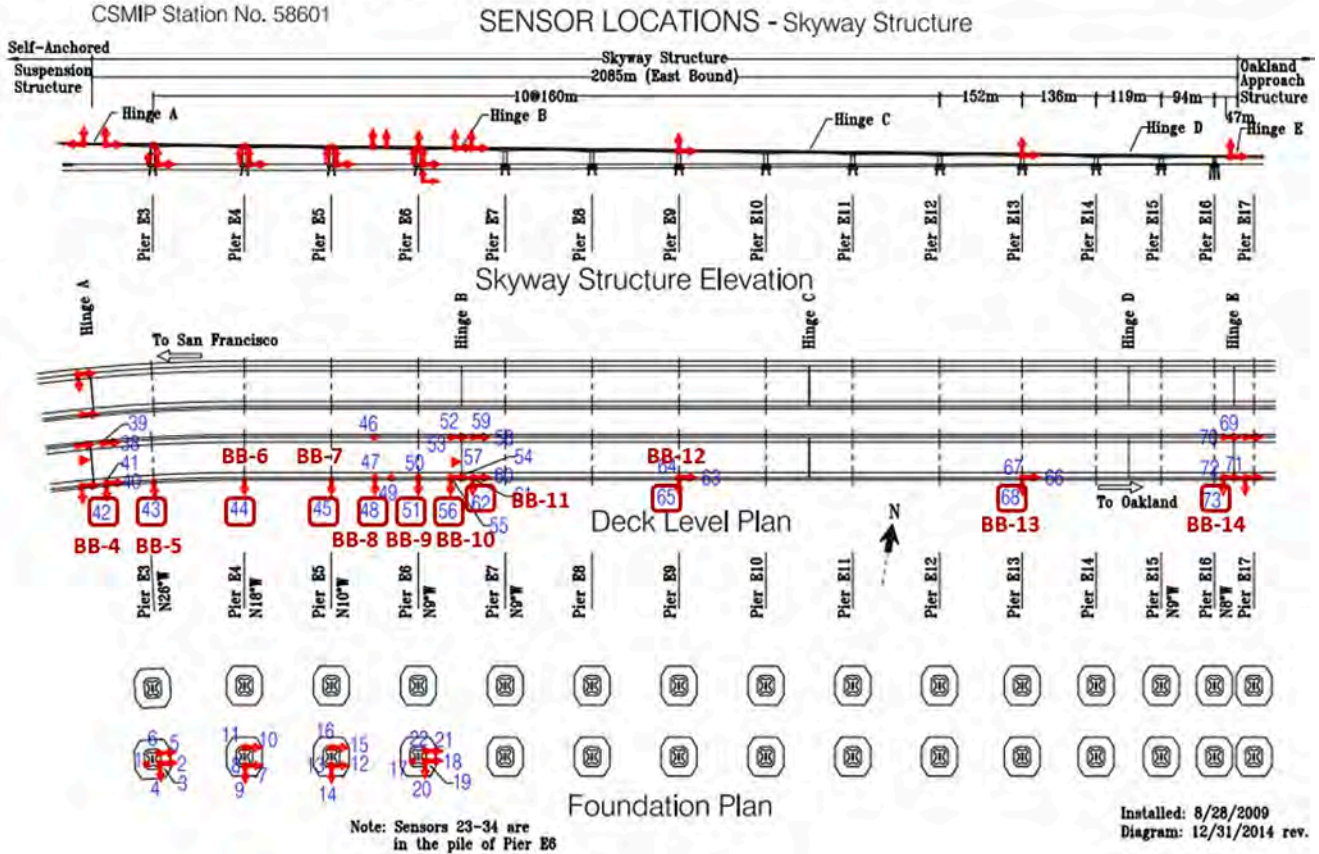 CSMIP Station No. 58601
SENSOR LOCATIONS - Skyway Structure
Self-Anchored
Suspension
Structure
Skyway Structure
2085m (East Bound)
Oakland
Approach
Structure
10@160m
152m 136m 119m 94m
47m
Hinge A
Hinge B
Hinge C
Hinge D
Hinge E
Pier E3
Pier E4
Pier E5
Pier E6
Pier E7
Pier E8
Pier E9
Pier E10
Pier E11
Pier E12
Pier E13
Pier E14
Pier E15
Pier E16
Pier E17
Skyway Structure Elevation
Hinge A
Hinge B
Hinge C
Hinge D
Hinge E
To San Francisco
39
38
41
40
46
47
49
50
52
59
53
58
57
54
60
61
55
64
63
67
66
69
70
72
71
BB-6
BB-7
BB-12
42
43
44
45
48
51
56
62
65
68
73
BB-11
To Oakland
BB-4
BB-5
BB-8
BB-9
BB-10
BB-13
BB-14
Deck Level Plan
N
Pier E3
N26°W
Pier E4
N18°W
Pier E5
N10°W
Pier E6
N9°W
Pier E7
N9°W
Pier E8
Pier E9
Pier E10
Pier E11
Pier E12
Pier E13
Pier E14
Pier E15
N9°W
Pier E16
N8°W
Pier E17
6
5
1
2
3
4
11
10
8
7
9
16
15
13
12
14
22
21
18
17
19
20
Foundation Plan
Note: Sensors 23-34 are
in the pile of Pier E6
Installed: 8/28/2009
Diagram: 12/31/2014 rev.